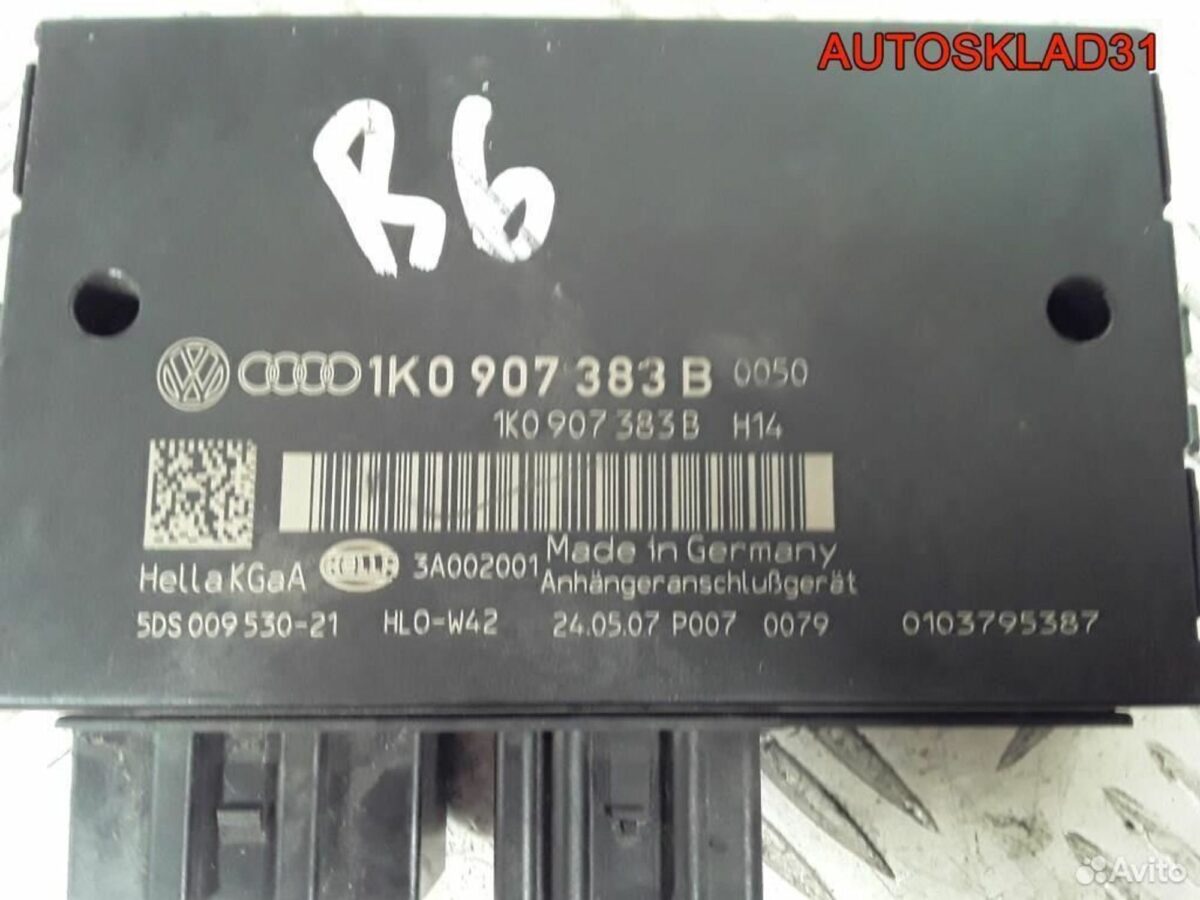 AUTOSKLAD31
B6
1K0 907 383 B 0050
1K0 907 383 B H14
Hella KGaA HELLA 3A002001 Made in Germany
Anhängeranschlußgerät
5DS 009 530-21 HLO-W42 24.05.07 P007 0079 0103795387
Avito